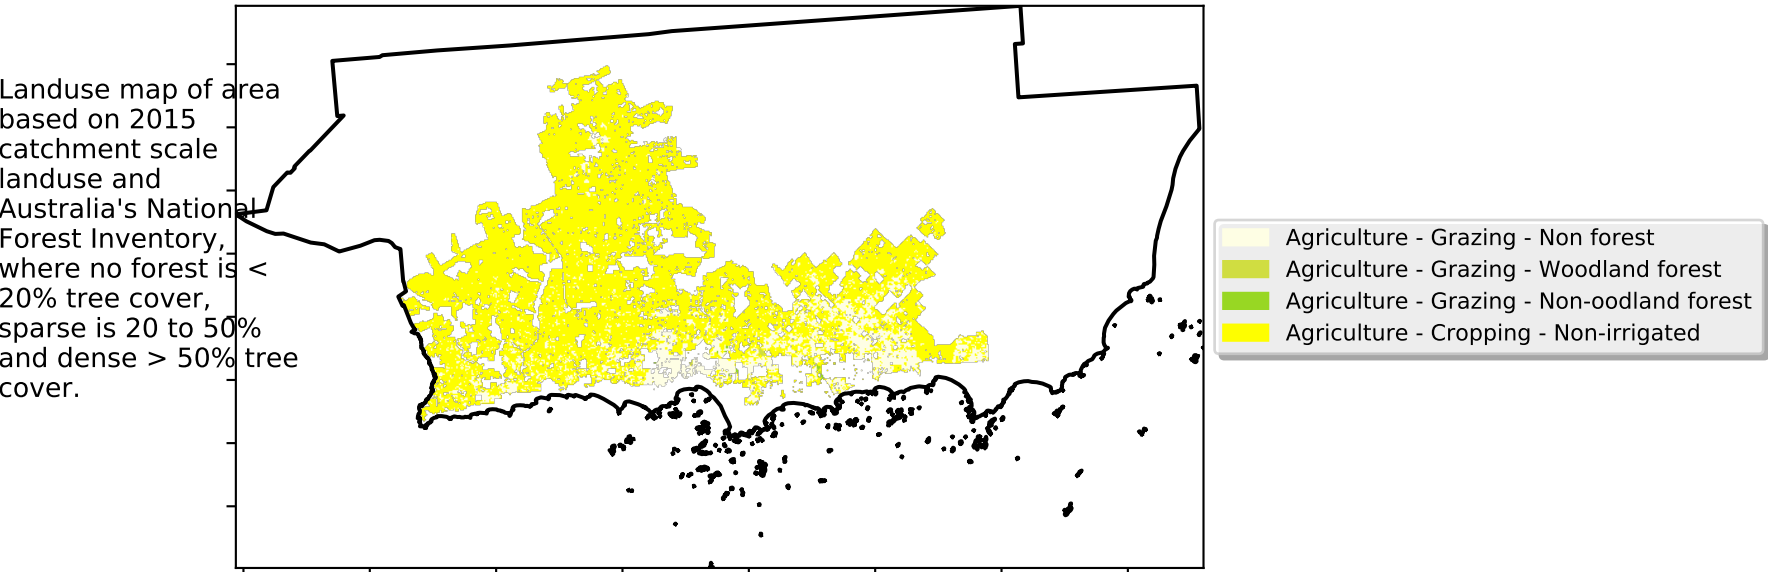 Landuse map of area
based on 2015
catchment scale
landuse and
Australia's National
Forest Inventory,
where no forest is <
20% tree cover,
sparse is 20 to 50%
and dense > 50% tree
cover.
Agriculture - Grazing - Non forest
Agriculture - Grazing - Woodland forest
Agriculture - Grazing - Non-oodland forest
Agriculture - Cropping - Non-irrigated